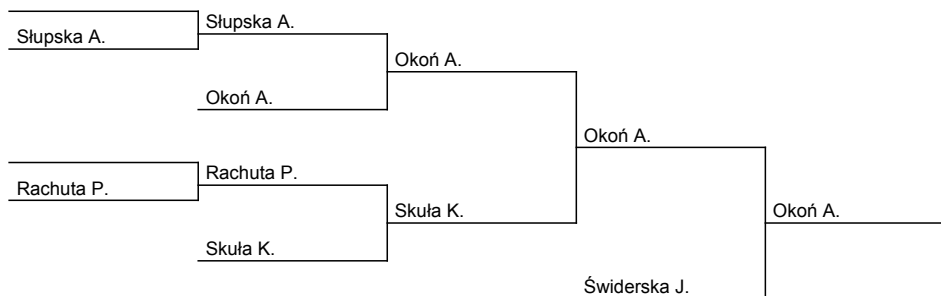 Słupska A.
Słupska A.
Okoń A.
Okoń A.
Okoń A.
Rachuta P.
Rachuta P.
Skuła K.
Okoń A.
Skuła K.
Świderska J.